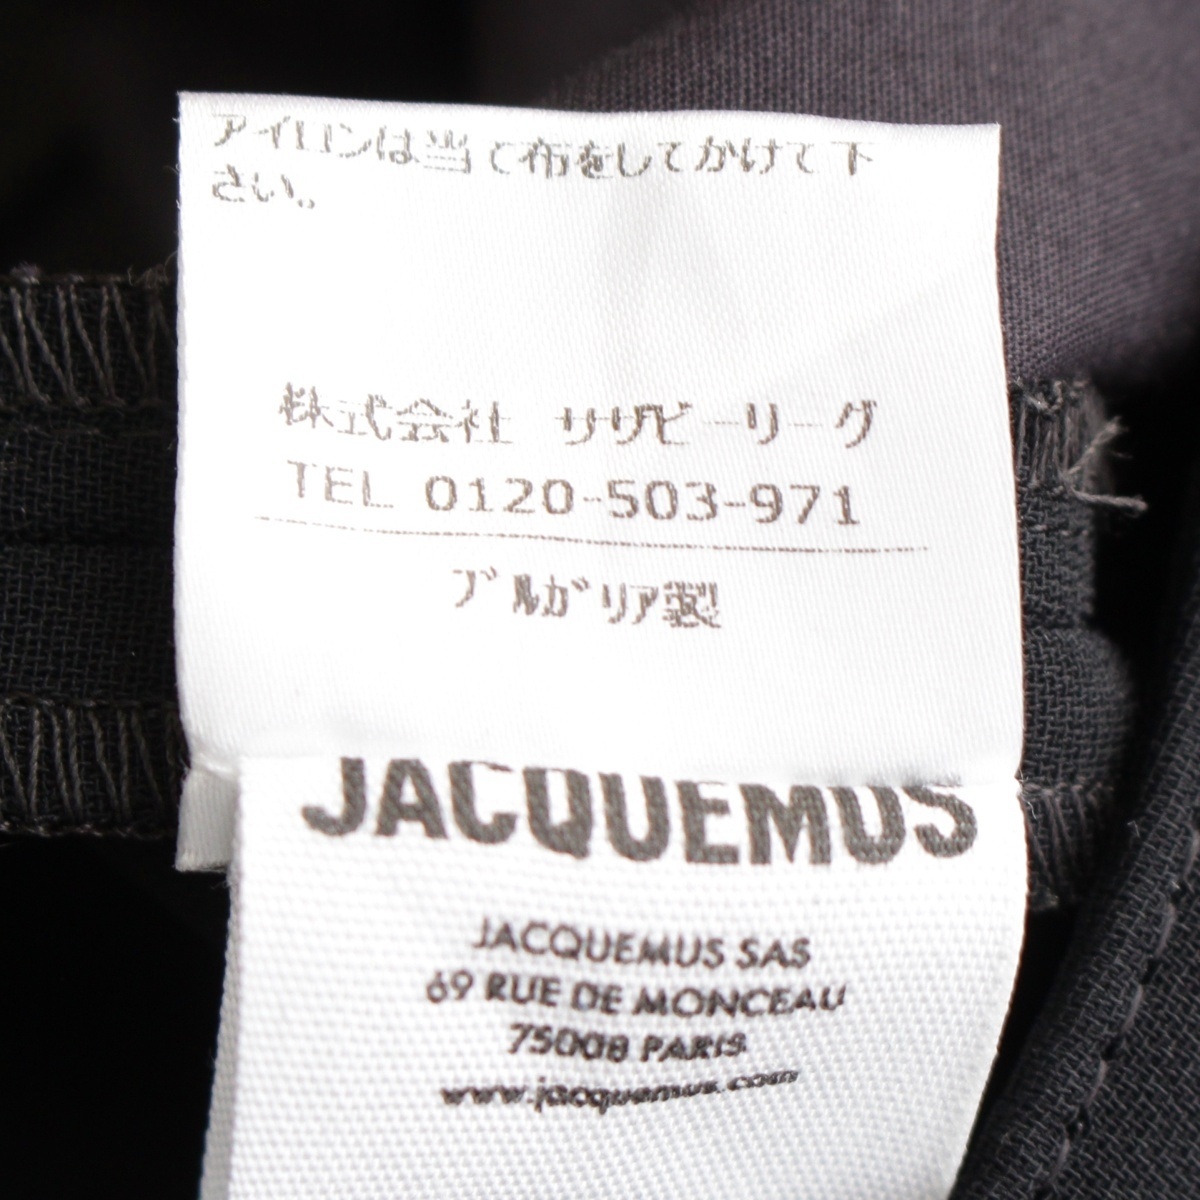 アイロンは当て布をしてかけて下
さい。
株式会社 サザビーリーグ
TEL 0120-503-971
ブルガリア製
JACQUEMUS
JACQUEMUS SAS
69 RUE DE MONCEAU
75008 PARIS
www.jacquemus.com